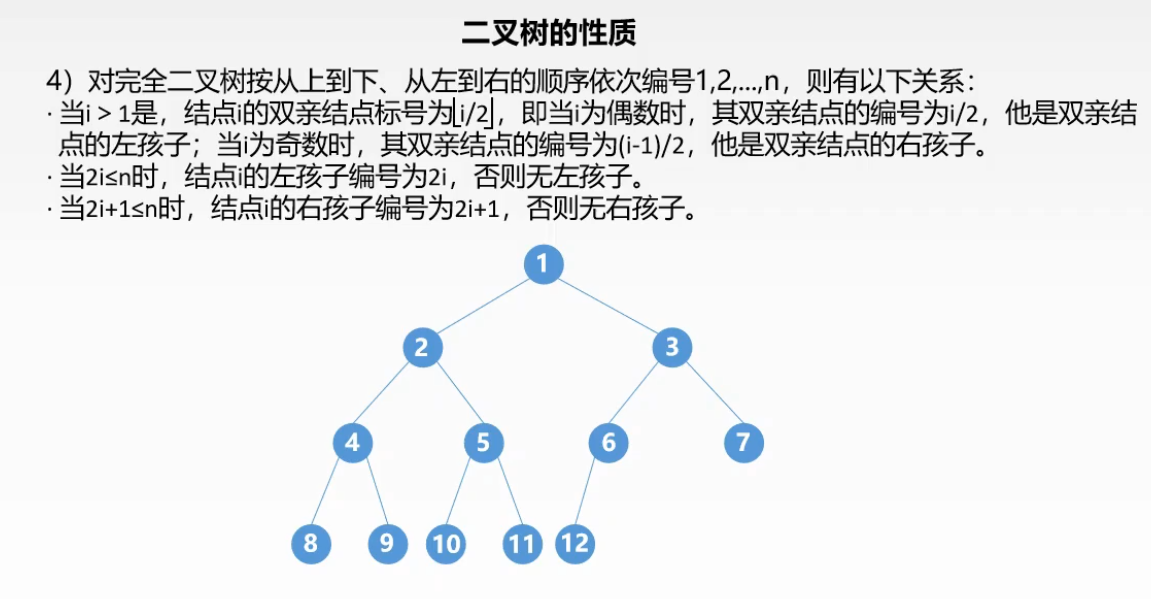 二叉树的性质
4）对完全二叉树按从上到下、从左到右的顺序依次编号1,2,...,n，则有以下关系：
· 当i > 1是，结点i的双亲结点标号为⌊i/2⌋，即当i为偶数时，其双亲结点的编号为i/2，他是双亲结
点的左孩子；当i为奇数时，其双亲结点的编号为(i-1)/2，他是双亲结点的右孩子。
· 当2i≤n时，结点i的左孩子编号为2i，否则无左孩子。
· 当2i+1≤n时，结点i的右孩子编号为2i+1，否则无右孩子。
1
2 3
4 5 6 7
8 9 10 11 12